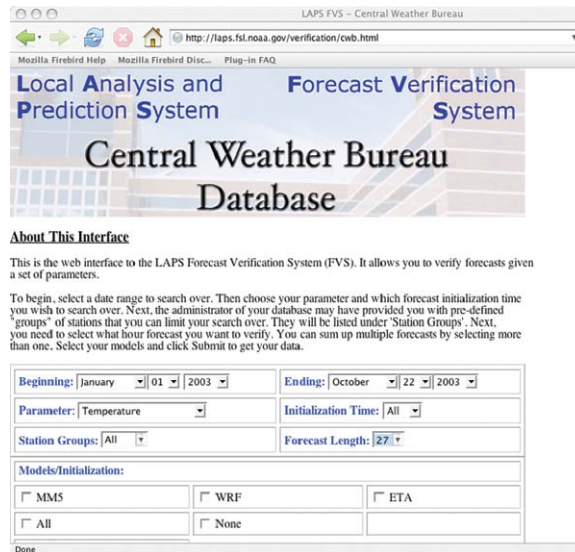 LAPS FVS – Central Weather Bureau
http://laps.fsl.noaa.gov/verification/cwb.html
Mozilla Firebird Help Mozilla Firebird Disc... Plug-in FAQ
Local Analysis and Forecast Verification
Prediction System System
Central Weather Bureau
Database
About This Interface
This is the web interface to the LAPS Forecast Verification System (FVS). It allows you to verify forecasts given
a set of parameters.
To begin, select a date range to search over. Then choose your parameter and which forecast initialization time
you wish to search over. Next, the administrator of your database may have provided you with pre-defined
"groups" of stations that you can limit your search over. They will be listed under 'Station Groups'. Next,
you need to select what hour forecast you want to verify. You can sum up multiple forecasts by selecting more
than one. Select your models and click Submit to get your data.
Beginning: January 01 2003 Ending: October 22 2003
Parameter: Temperature Initialization Time: All
Station Groups: All Forecast Length: 27
Models/Initialization:
MM5 WRF ETA
All None
Done